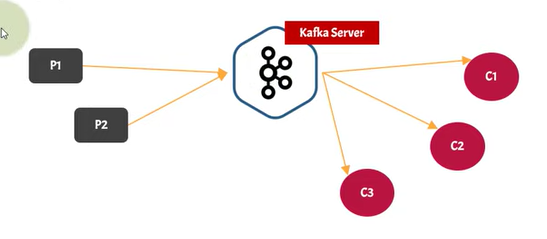 Kafka Server
P1
C1
P2
C2
C3